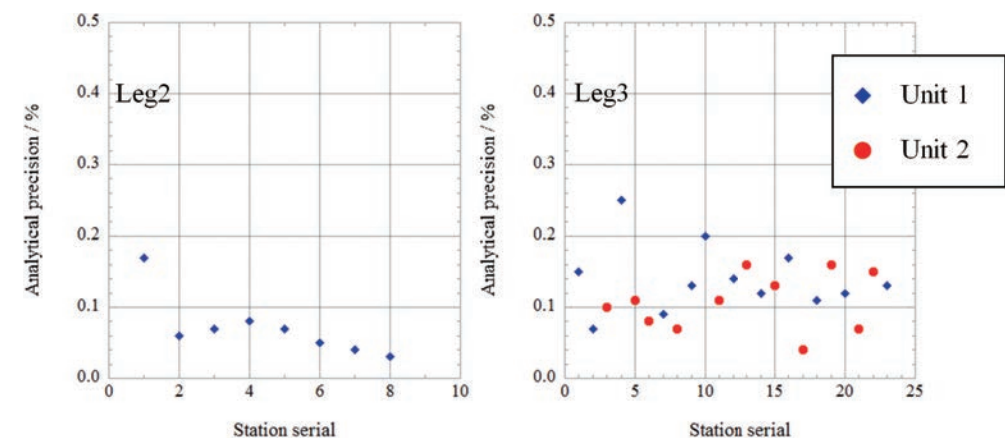 0.5
0.4
0.3
0.2
0.1
0.0
0 2 4 6 8 10
Analytical precision / %
Leg2
Station serial
0.5
0.4
0.3
0.2
0.1
0.0
0 5 10 15 20 25
Analytical precision / %
Leg3
Station serial
Unit 1
Unit 2